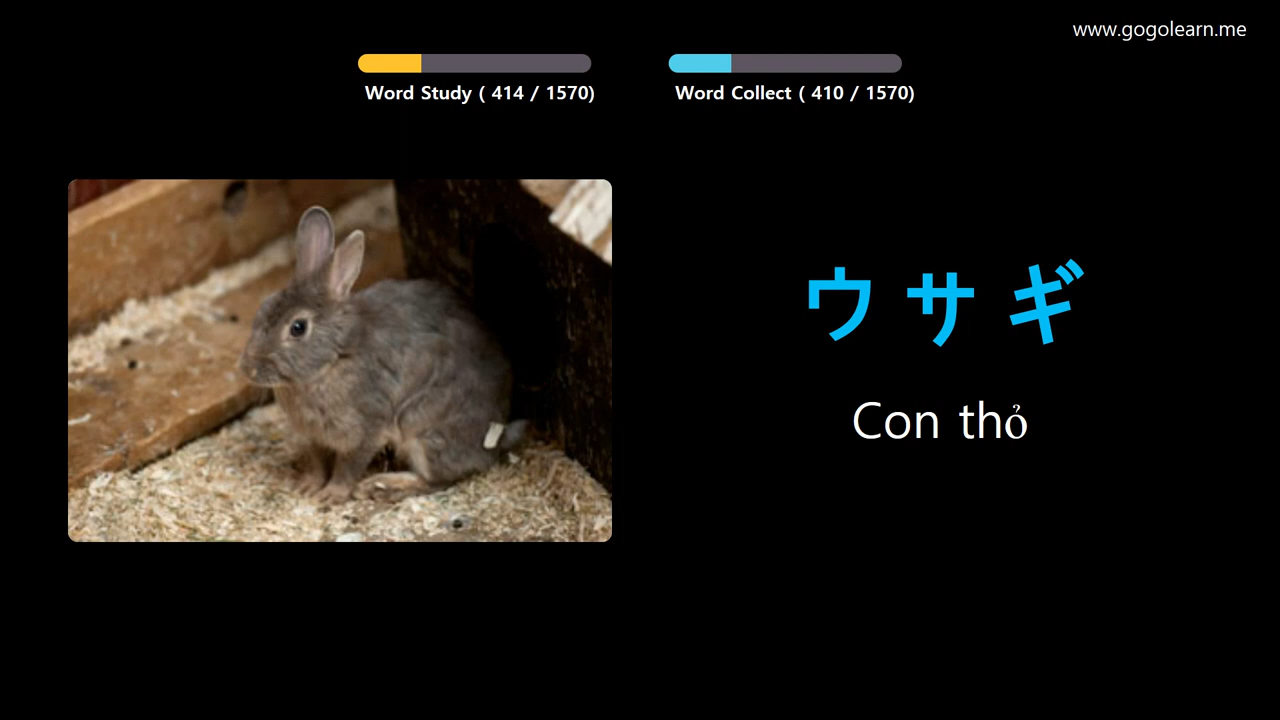 www.gogolearn.me
Word Study ( 414 / 1570)
Word Collect ( 410 / 1570)
ウサギ
Con thỏ